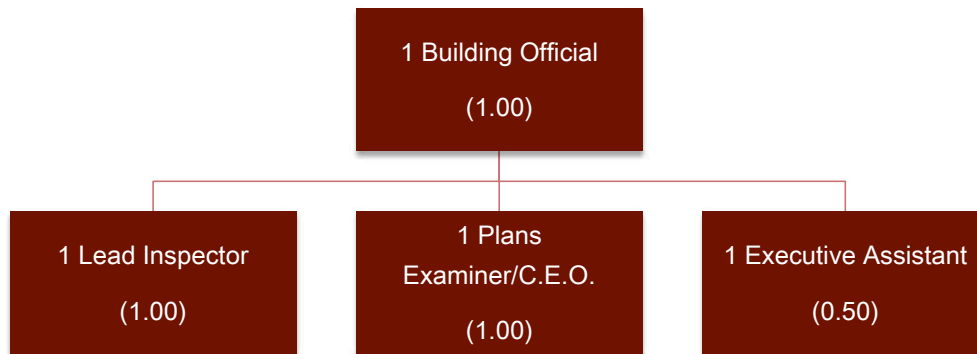 1 Building Official
(1.00)
1 Lead Inspector
(1.00)
1 Plans
Examiner/C.E.O.
(1.00)
1 Executive Assistant
(0.50)